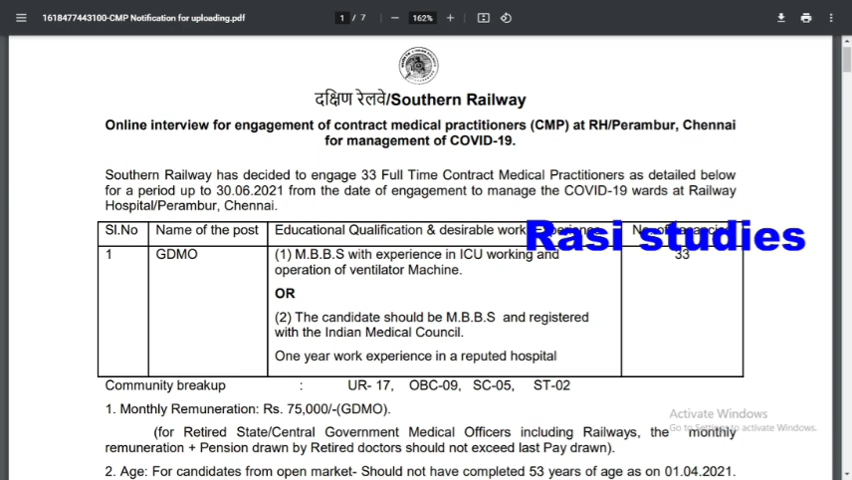 1618477443100-CMP Notification for uploading.pdf
1 / 7
162%
दक्षिण रेलवे/Southern Railway
Online interview for engagement of contract medical practitioners (CMP) at RH/Perambur, Chennai
for management of COVID-19.
Southern Railway has decided to engage 33 Full Time Contract Medical Practitioners as detailed below
for a period up to 30.06.2021 from the date of engagement to manage the COVID-19 wards at Railway
Hospital/Perambur, Chennai.
Sl.No Name of the post Educational Qualification & desirable work No. of
Rasi studies
1 GDMO (1) M.B.B.S with experience in ICU working and 33
operation of ventilator Machine.
OR
(2) The candidate should be M.B.B.S and registered
with the Indian Medical Council.
One year work experience in a reputed hospital
Community breakup : UR- 17, OBC-09, SC-05, ST-02
1. Monthly Remuneration: Rs. 75,000/-(GDMO).
Activate Windows
Go to Settings to activate Windows.
(for Retired State/Central Government Medical Officers including Railways, the monthly
remuneration + Pension drawn by Retired doctors should not exceed last Pay drawn).
2. Age: For candidates from open market- Should not have completed 53 years of age as on 01.04.2021.